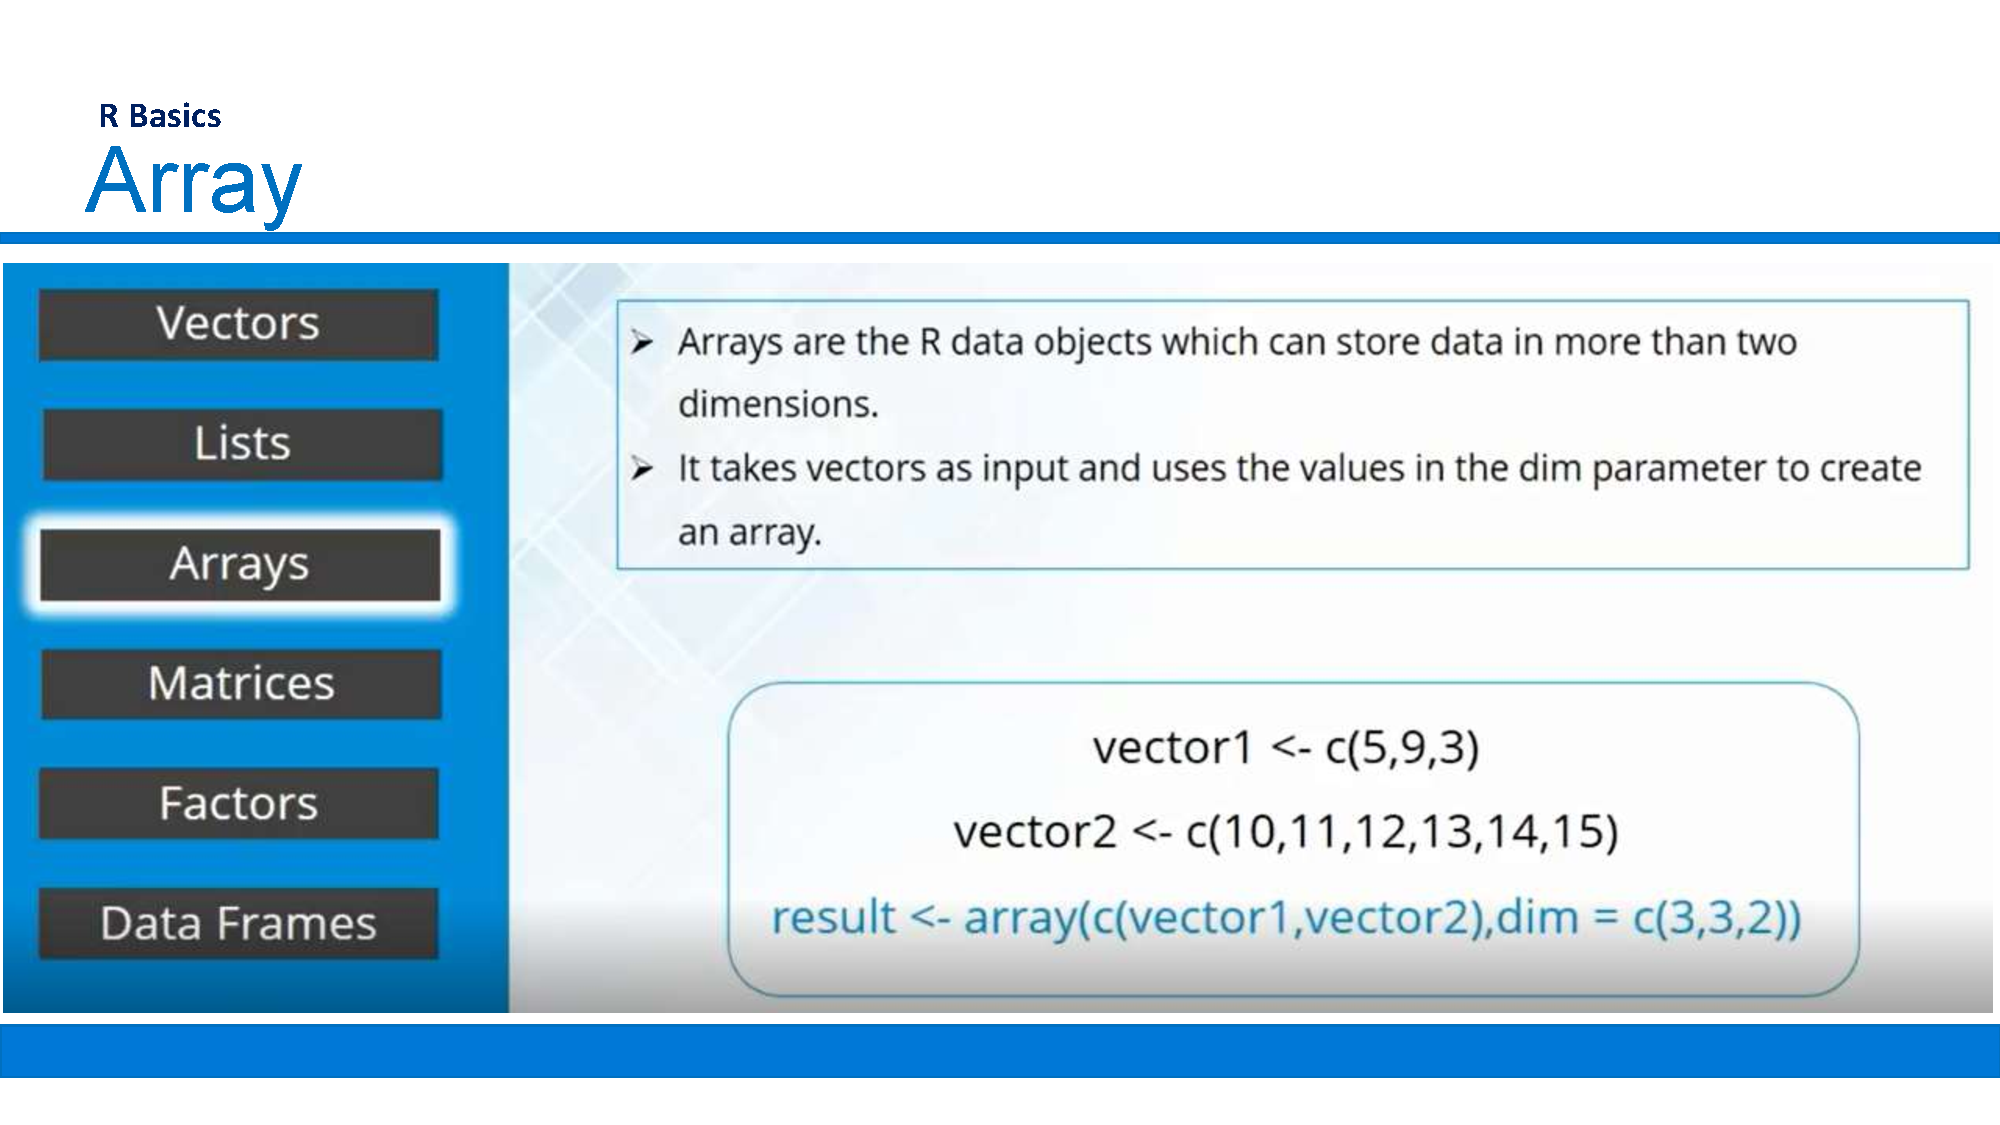 R Basics
Array
Vectors
Lists
Arrays
Matrices
Factors
Data Frames
➢ Arrays are the R data objects which can store data in more than two
dimensions.
➢ It takes vectors as input and uses the values in the dim parameter to create
an array.
vector1 <- c(5,9,3)
vector2 <- c(10,11,12,13,14,15)
result <- array(c(vector1,vector2),dim = c(3,3,2))